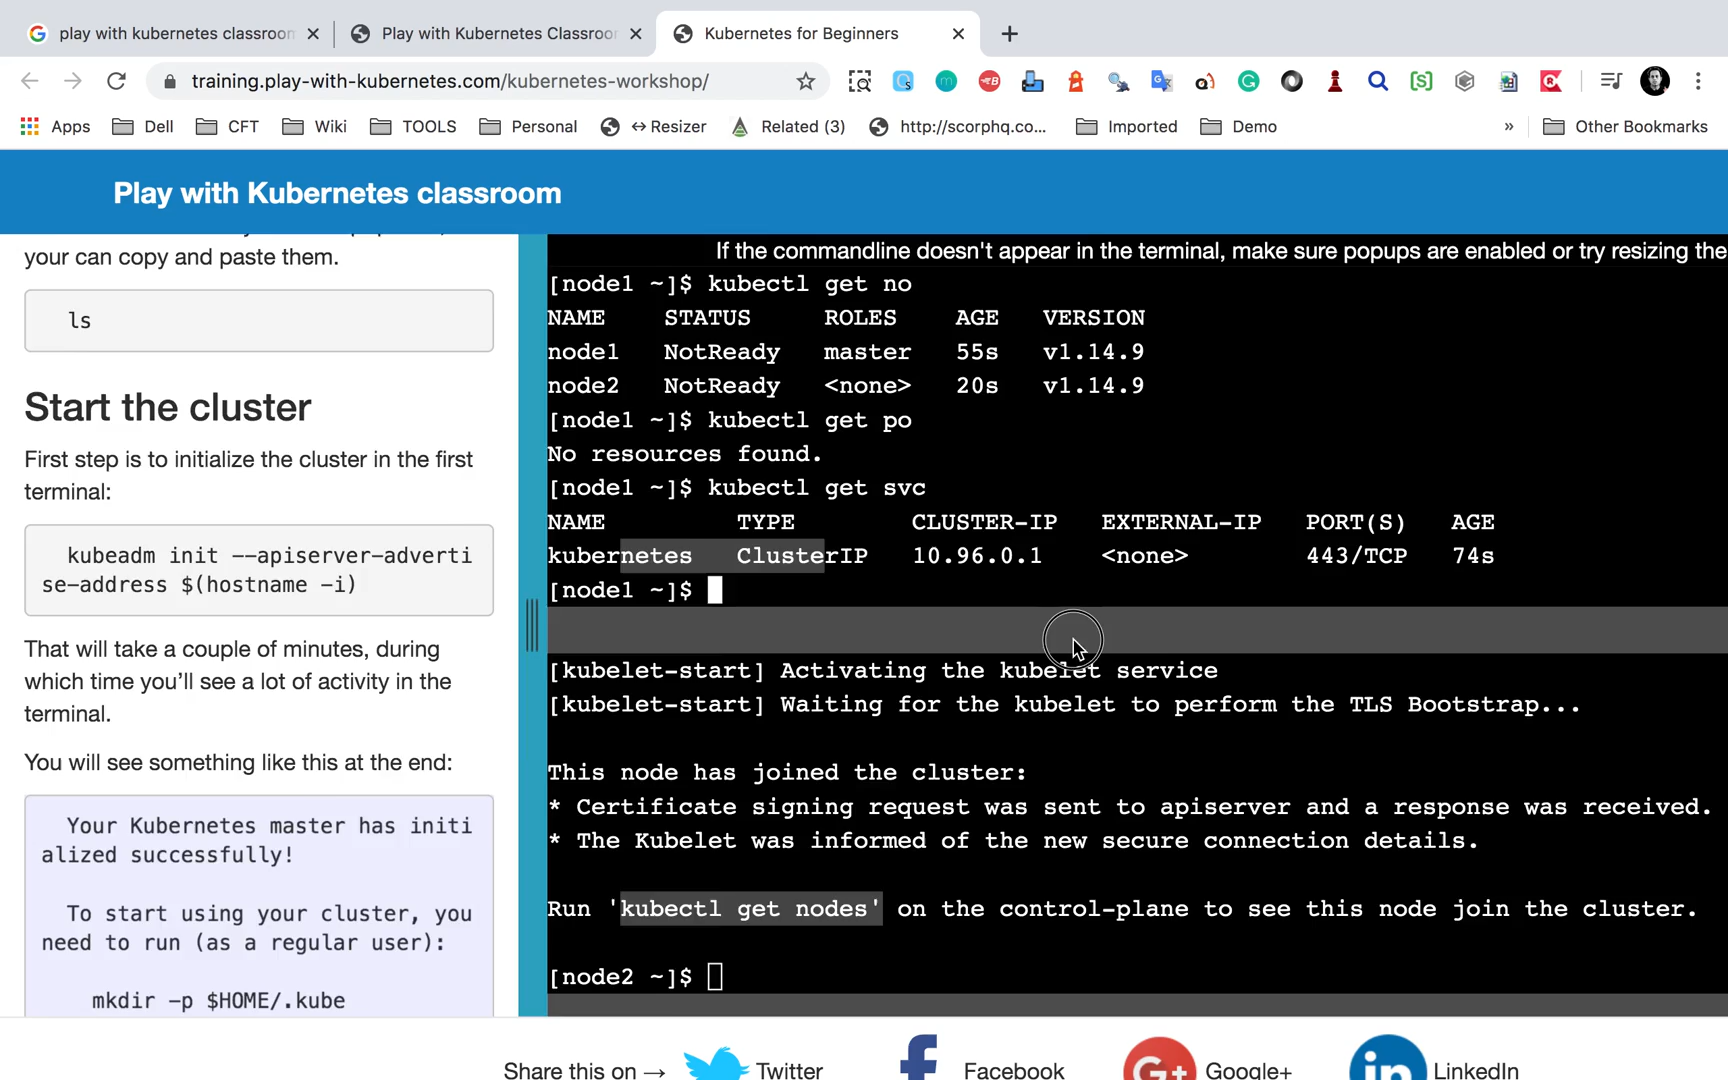 play with kubernetes classroom
Play with Kubernetes Classroo
Kubernetes for Beginners
training.play-with-kubernetes.com/kubernetes-workshop/
Apps
Dell
CFT
Wiki
TOOLS
Personal
↔Resizer
Related (3)
http://scorphq.co...
Imported
Demo
»
Other Bookmarks
Play with Kubernetes classroom
your can copy and paste them.
ls
Start the cluster
First step is to initialize the cluster in the first
terminal:
kubeadm init --apiserver-adverti
se-address $(hostname -i)
That will take a couple of minutes, during
which time you’ll see a lot of activity in the
terminal.
You will see something like this at the end:
Your Kubernetes master has initi
alized successfully!
To start using your cluster, you
need to run (as a regular user):
mkdir -p $HOME/.kube
If the commandline doesn't appear in the terminal, make sure popups are enabled or try resizing the
[node1 ~]$ kubectl get no
NAME STATUS ROLES AGE VERSION
node1 NotReady master 55s v1.14.9
node2 NotReady <none> 20s v1.14.9
[node1 ~]$ kubectl get po
No resources found.
[node1 ~]$ kubectl get svc
NAME TYPE CLUSTER-IP EXTERNAL-IP PORT(S) AGE
kubernetes ClusterIP 10.96.0.1 <none> 443/TCP 74s
[node1 ~]$
[kubelet-start] Activating the kubelet service
[kubelet-start] Waiting for the kubelet to perform the TLS Bootstrap...
This node has joined the cluster:
* Certificate signing request was sent to apiserver and a response was received.
* The Kubelet was informed of the new secure connection details.
Run 'kubectl get nodes' on the control-plane to see this node join the cluster.
[node2 ~]$
Share this on → Twitter Facebook G+ Google+ in LinkedIn